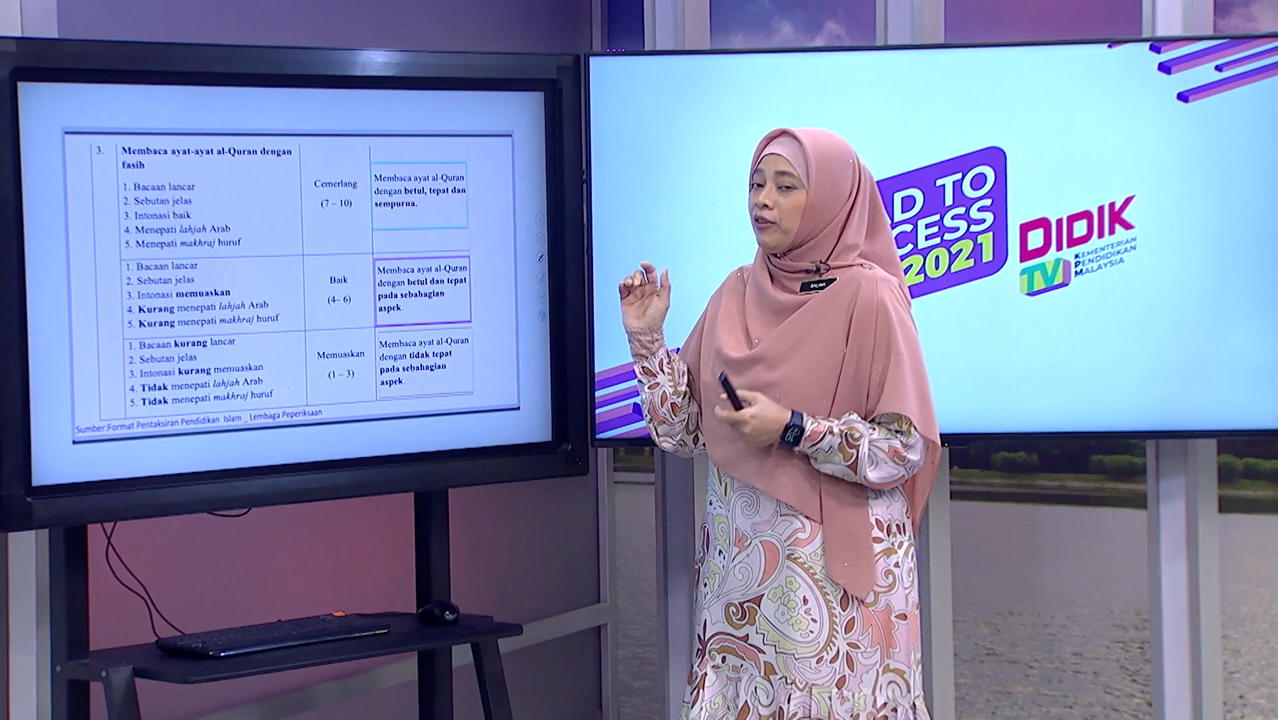 3.
Membaca ayat-ayat al-Quran dengan
fasih
1. Bacaan lancar
2. Sebutan jelas
3. Intonasi baik
4. Menepati lahjah Arab
5. Menepati makhraj huruf
Cemerlang
(7 – 10)
Membaca ayat al-Quran
dengan betul, tepat dan
sempurna.
1. Bacaan lancar
2. Sebutan jelas
3. Intonasi memuaskan
4. Kurang menepati lahjah Arab
5. Kurang menepati makhraj huruf
Baik
(4– 6)
Membaca ayat al-Quran
dengan betul dan tepat
pada sebahagian
aspek.
1. Bacaan kurang lancar
2. Sebutan jelas
3. Intonasi kurang memuaskan
4. Tidak menepati lahjah Arab
5. Tidak menepati makhraj huruf
Memuaskan
(1 – 3)
Membaca ayat al-Quran
dengan tidak tepat
pada sebahagian
aspek.
Sumber:Format Pentaksiran Pendidikan Islam _ Lembaga Peperiksaan
D TO
CESS
2021
DIDIK
TV
KEMENTERIAN
PENDIDIKAN
MALAYSIA